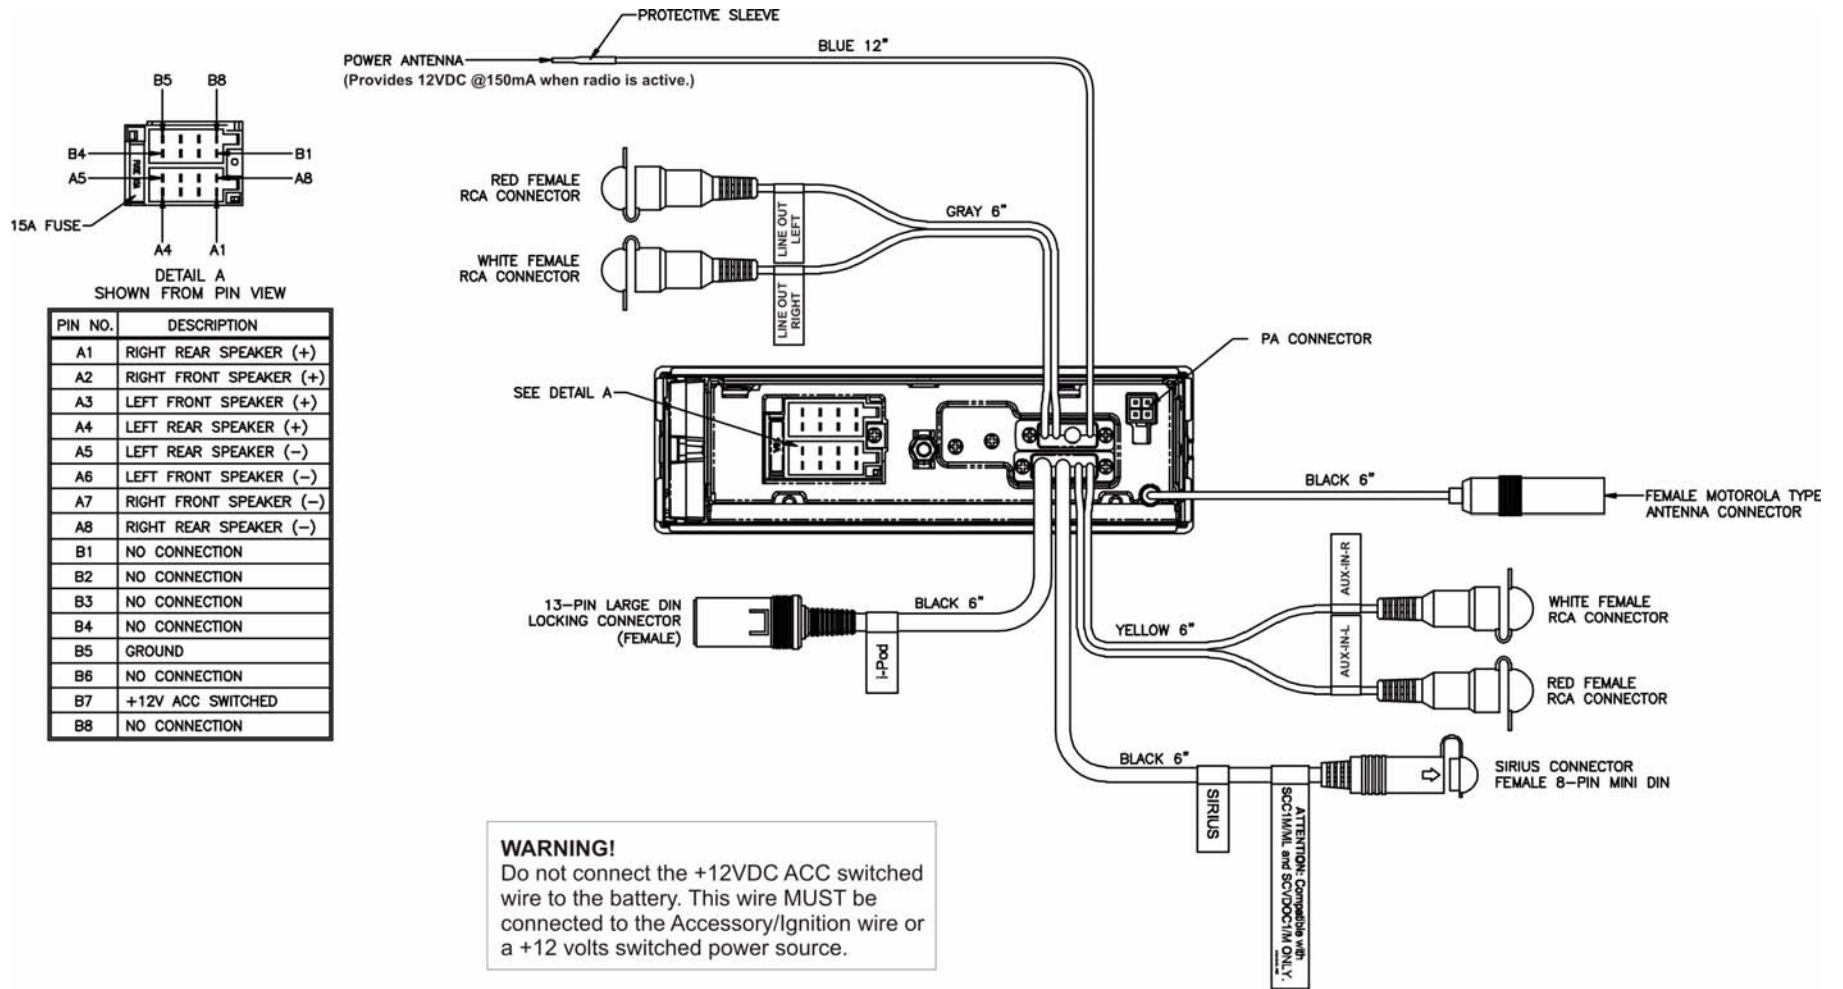 PROTECTIVE SLEEVE
BLUE 12"
POWER ANTENNA
(Provides 12VDC @150mA when radio is active.)
B5 B8
B4 B1
A5 A8
15A FUSE
A4 A1
DETAIL A
SHOWN FROM PIN VIEW
PIN NO. DESCRIPTION
A1 RIGHT REAR SPEAKER (+)
A2 RIGHT FRONT SPEAKER (+)
A3 LEFT FRONT SPEAKER (+)
A4 LEFT REAR SPEAKER (+)
A5 LEFT REAR SPEAKER (−)
A6 LEFT FRONT SPEAKER (−)
A7 RIGHT FRONT SPEAKER (−)
A8 RIGHT REAR SPEAKER (−)
B1 NO CONNECTION
B2 NO CONNECTION
B3 NO CONNECTION
B4 NO CONNECTION
B5 GROUND
B6 NO CONNECTION
B7 +12V ACC SWITCHED
B8 NO CONNECTION
RED FEMALE
RCA CONNECTOR
LINE OUT
LEFT
GRAY 6"
WHITE FEMALE
RCA CONNECTOR
LINE OUT
RIGHT
PA CONNECTOR
SEE DETAIL A
BLACK 6"
FEMALE MOTOROLA TYPE
ANTENNA CONNECTOR
13-PIN LARGE DIN
LOCKING CONNECTOR
(FEMALE)
BLACK 6"
i-Pod
YELLOW 6"
AUX-IN-R
AUX-IN-L
WHITE FEMALE
RCA CONNECTOR
RED FEMALE
RCA CONNECTOR
BLACK 6"
SIRIUS
ATTENTION: Compatible with
SCC1M/ML and SCVDOC1/M ONLY.
SIRIUS CONNECTOR
FEMALE 8-PIN MINI DIN
WARNING!
Do not connect the +12VDC ACC switched
wire to the battery. This wire MUST be
connected to the Accessory/Ignition wire or
a +12 volts switched power source.